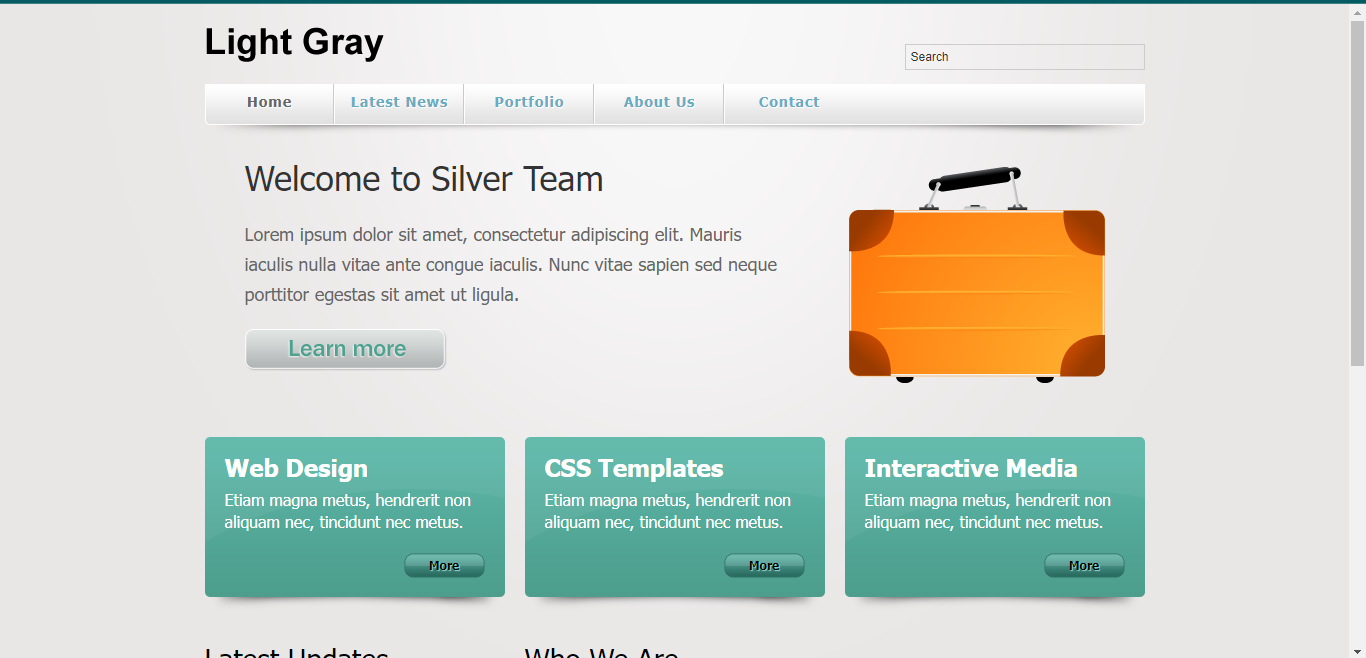 Light Gray
Search
Home Latest News Portfolio About Us Contact
Welcome to Silver Team
Lorem ipsum dolor sit amet, consectetur adipiscing elit. Mauris
iaculis nulla vitae ante congue iaculis. Nunc vitae sapien sed neque
porttitor egestas sit amet ut ligula.
Learn more
Web Design
Etiam magna metus, hendrerit non
aliquam nec, tincidunt nec metus.
More
CSS Templates
Etiam magna metus, hendrerit non
aliquam nec, tincidunt nec metus.
More
Interactive Media
Etiam magna metus, hendrerit non
aliquam nec, tincidunt nec metus.
More
Latest Updates
Who We Are